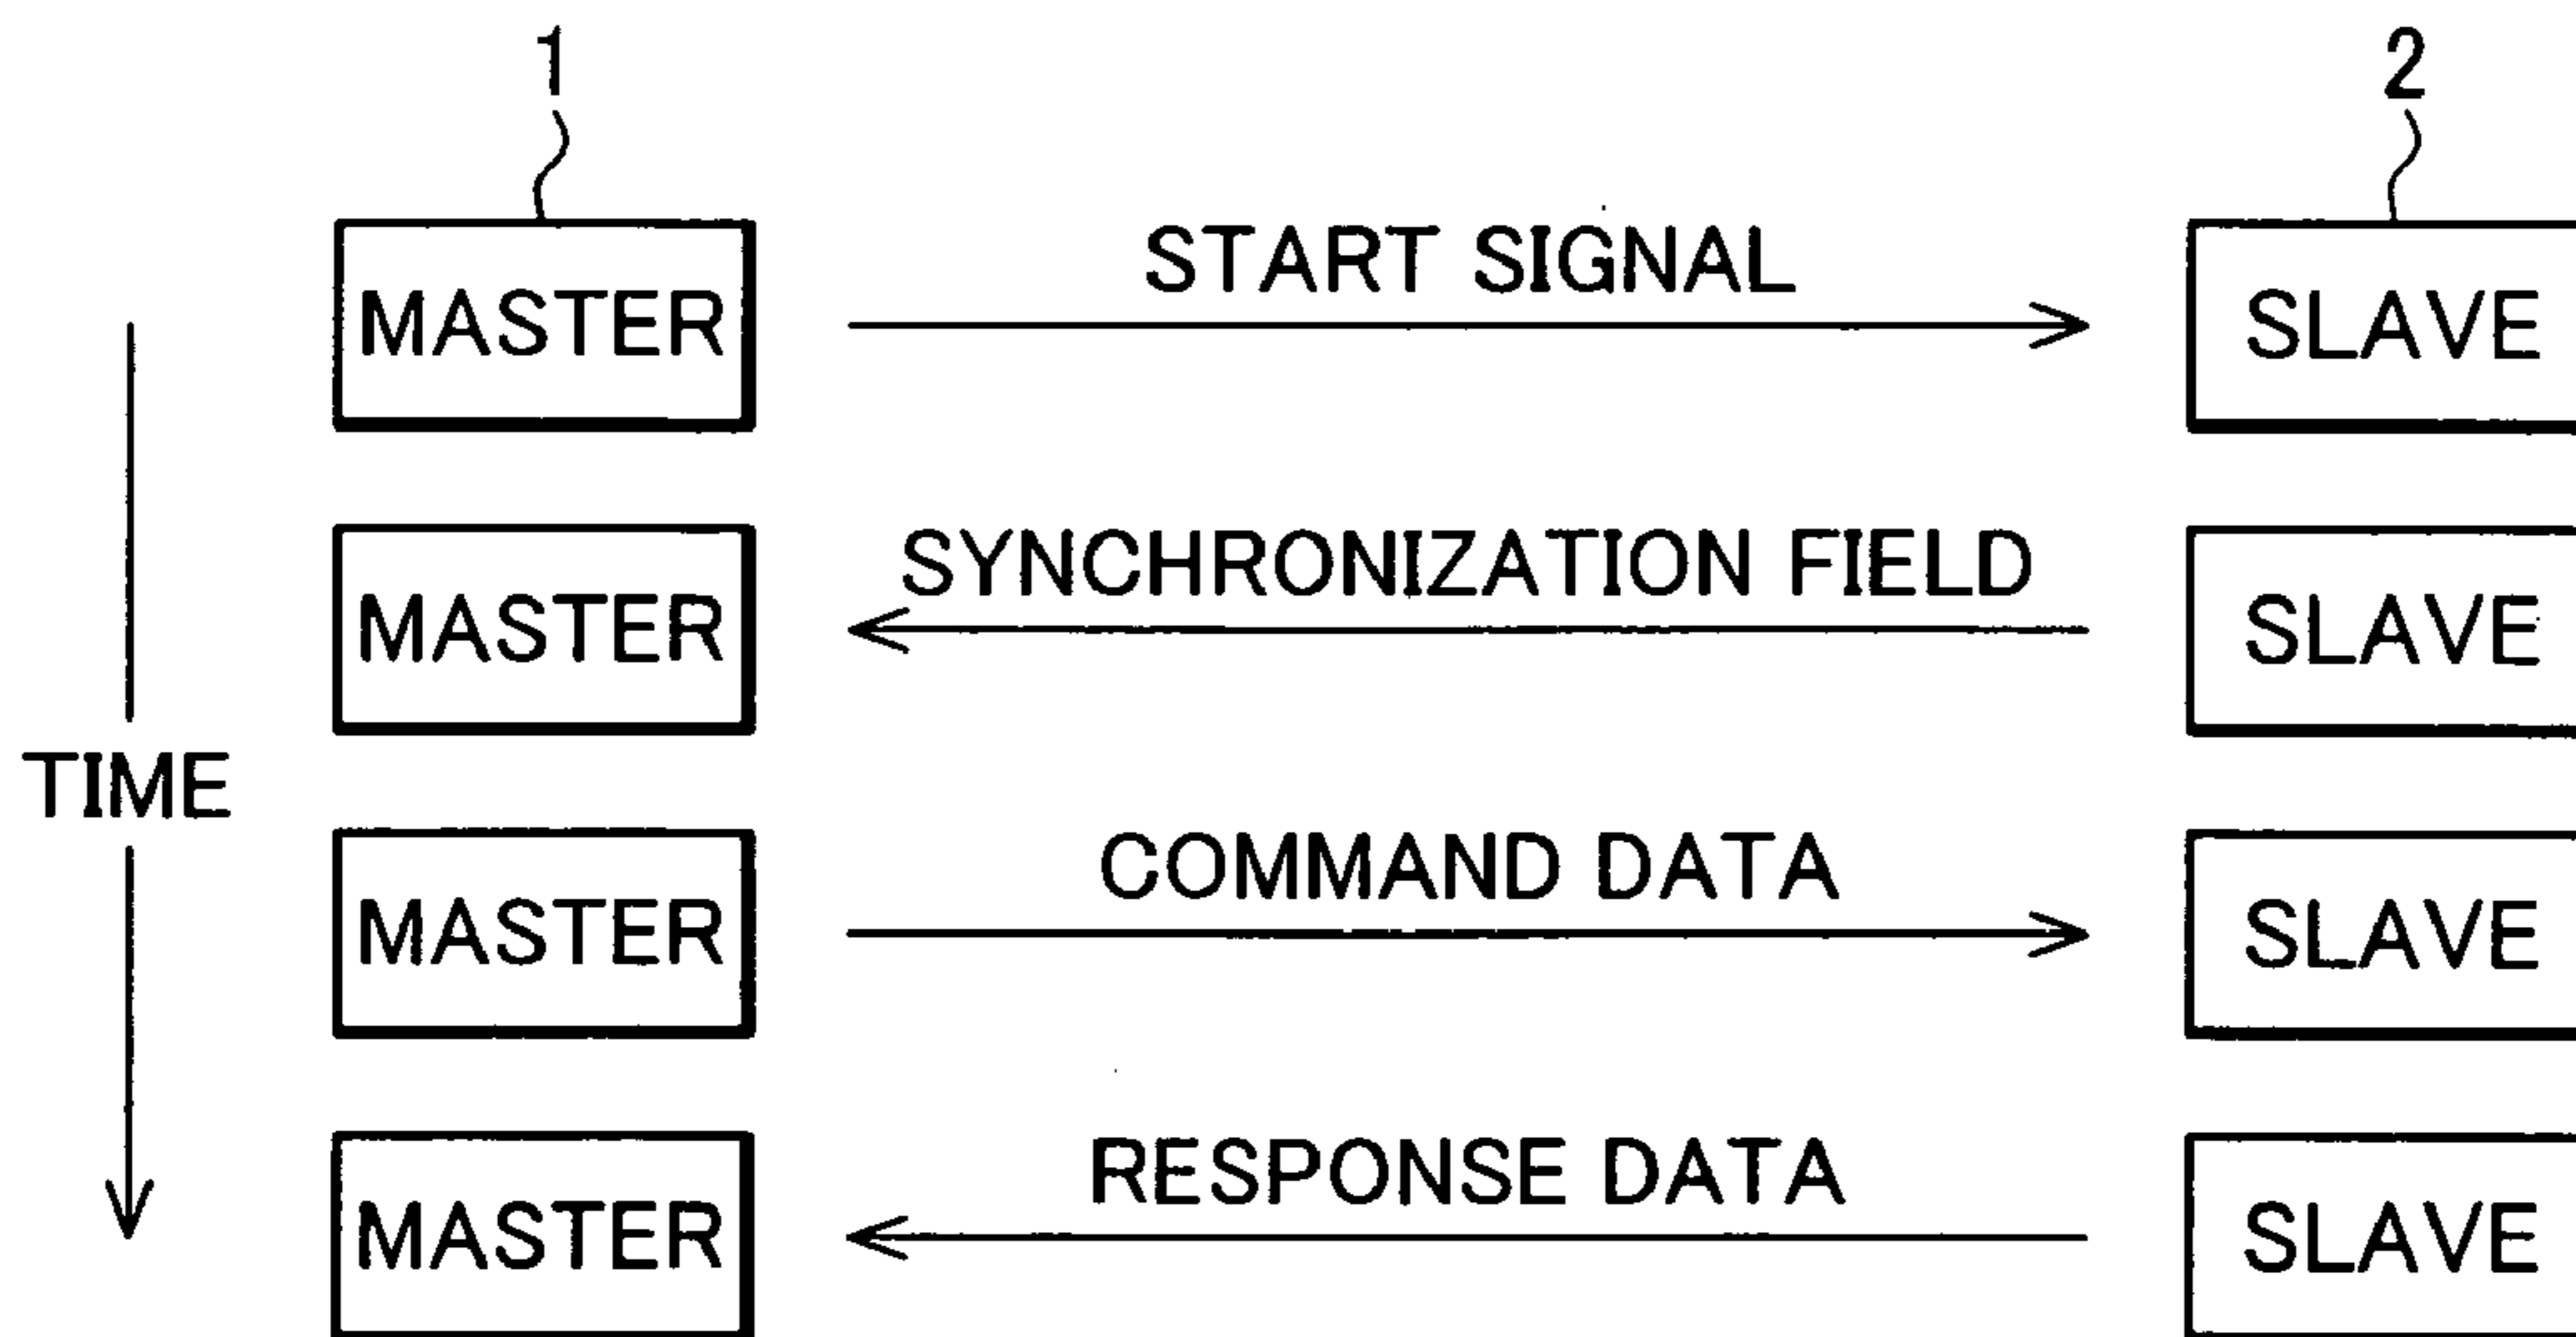 1 2
MASTER START SIGNAL SLAVE
MASTER SYNCHRONIZATION FIELD SLAVE
TIME
MASTER COMMAND DATA SLAVE
MASTER RESPONSE DATA SLAVE